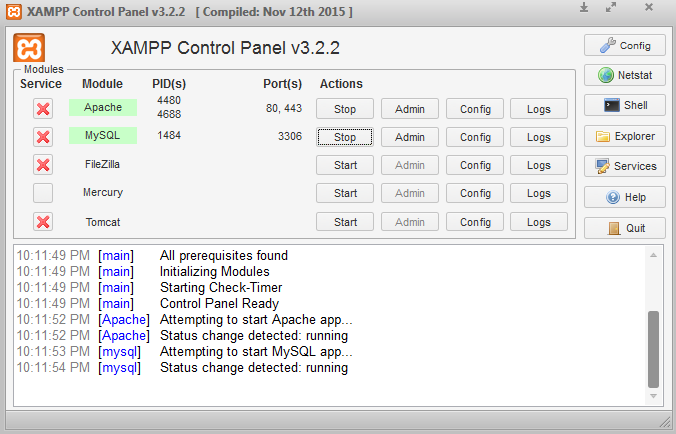 XAMPP Control Panel v3.2.2 [ Compiled: Nov 12th 2015 ]
XAMPP Control Panel v3.2.2
Config
Modules
Service Module PID(s) Port(s) Actions
Netstat
Apache 4480 4688 80, 443 Stop Admin Config Logs
Shell
MySQL 1484 3306 Stop Admin Config Logs
Explorer
FileZilla Start Admin Config Logs
Services
Mercury Start Admin Config Logs
Help
Tomcat Start Admin Config Logs
Quit
10:11:49 PM [main] All prerequisites found
10:11:49 PM [main] Initializing Modules
10:11:49 PM [main] Starting Check-Timer
10:11:49 PM [main] Control Panel Ready
10:11:52 PM [Apache] Attempting to start Apache app...
10:11:52 PM [Apache] Status change detected: running
10:11:53 PM [mysql] Attempting to start MySQL app...
10:11:54 PM [mysql] Status change detected: running